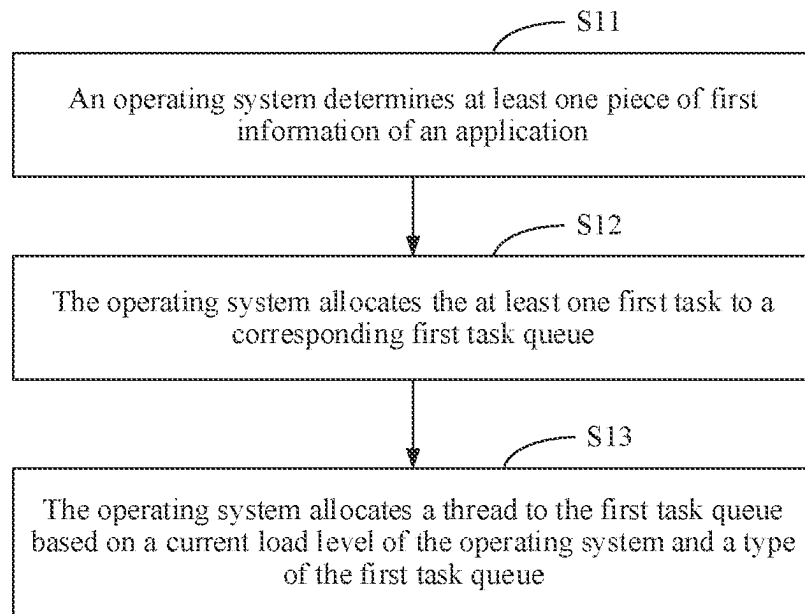 S11
An operating system determines at least one piece of first
information of an application
S12
The operating system allocates the at least one first task to a
corresponding first task queue
S13
The operating system allocates a thread to the first task queue
based on a current load level of the operating system and a type
of the first task queue